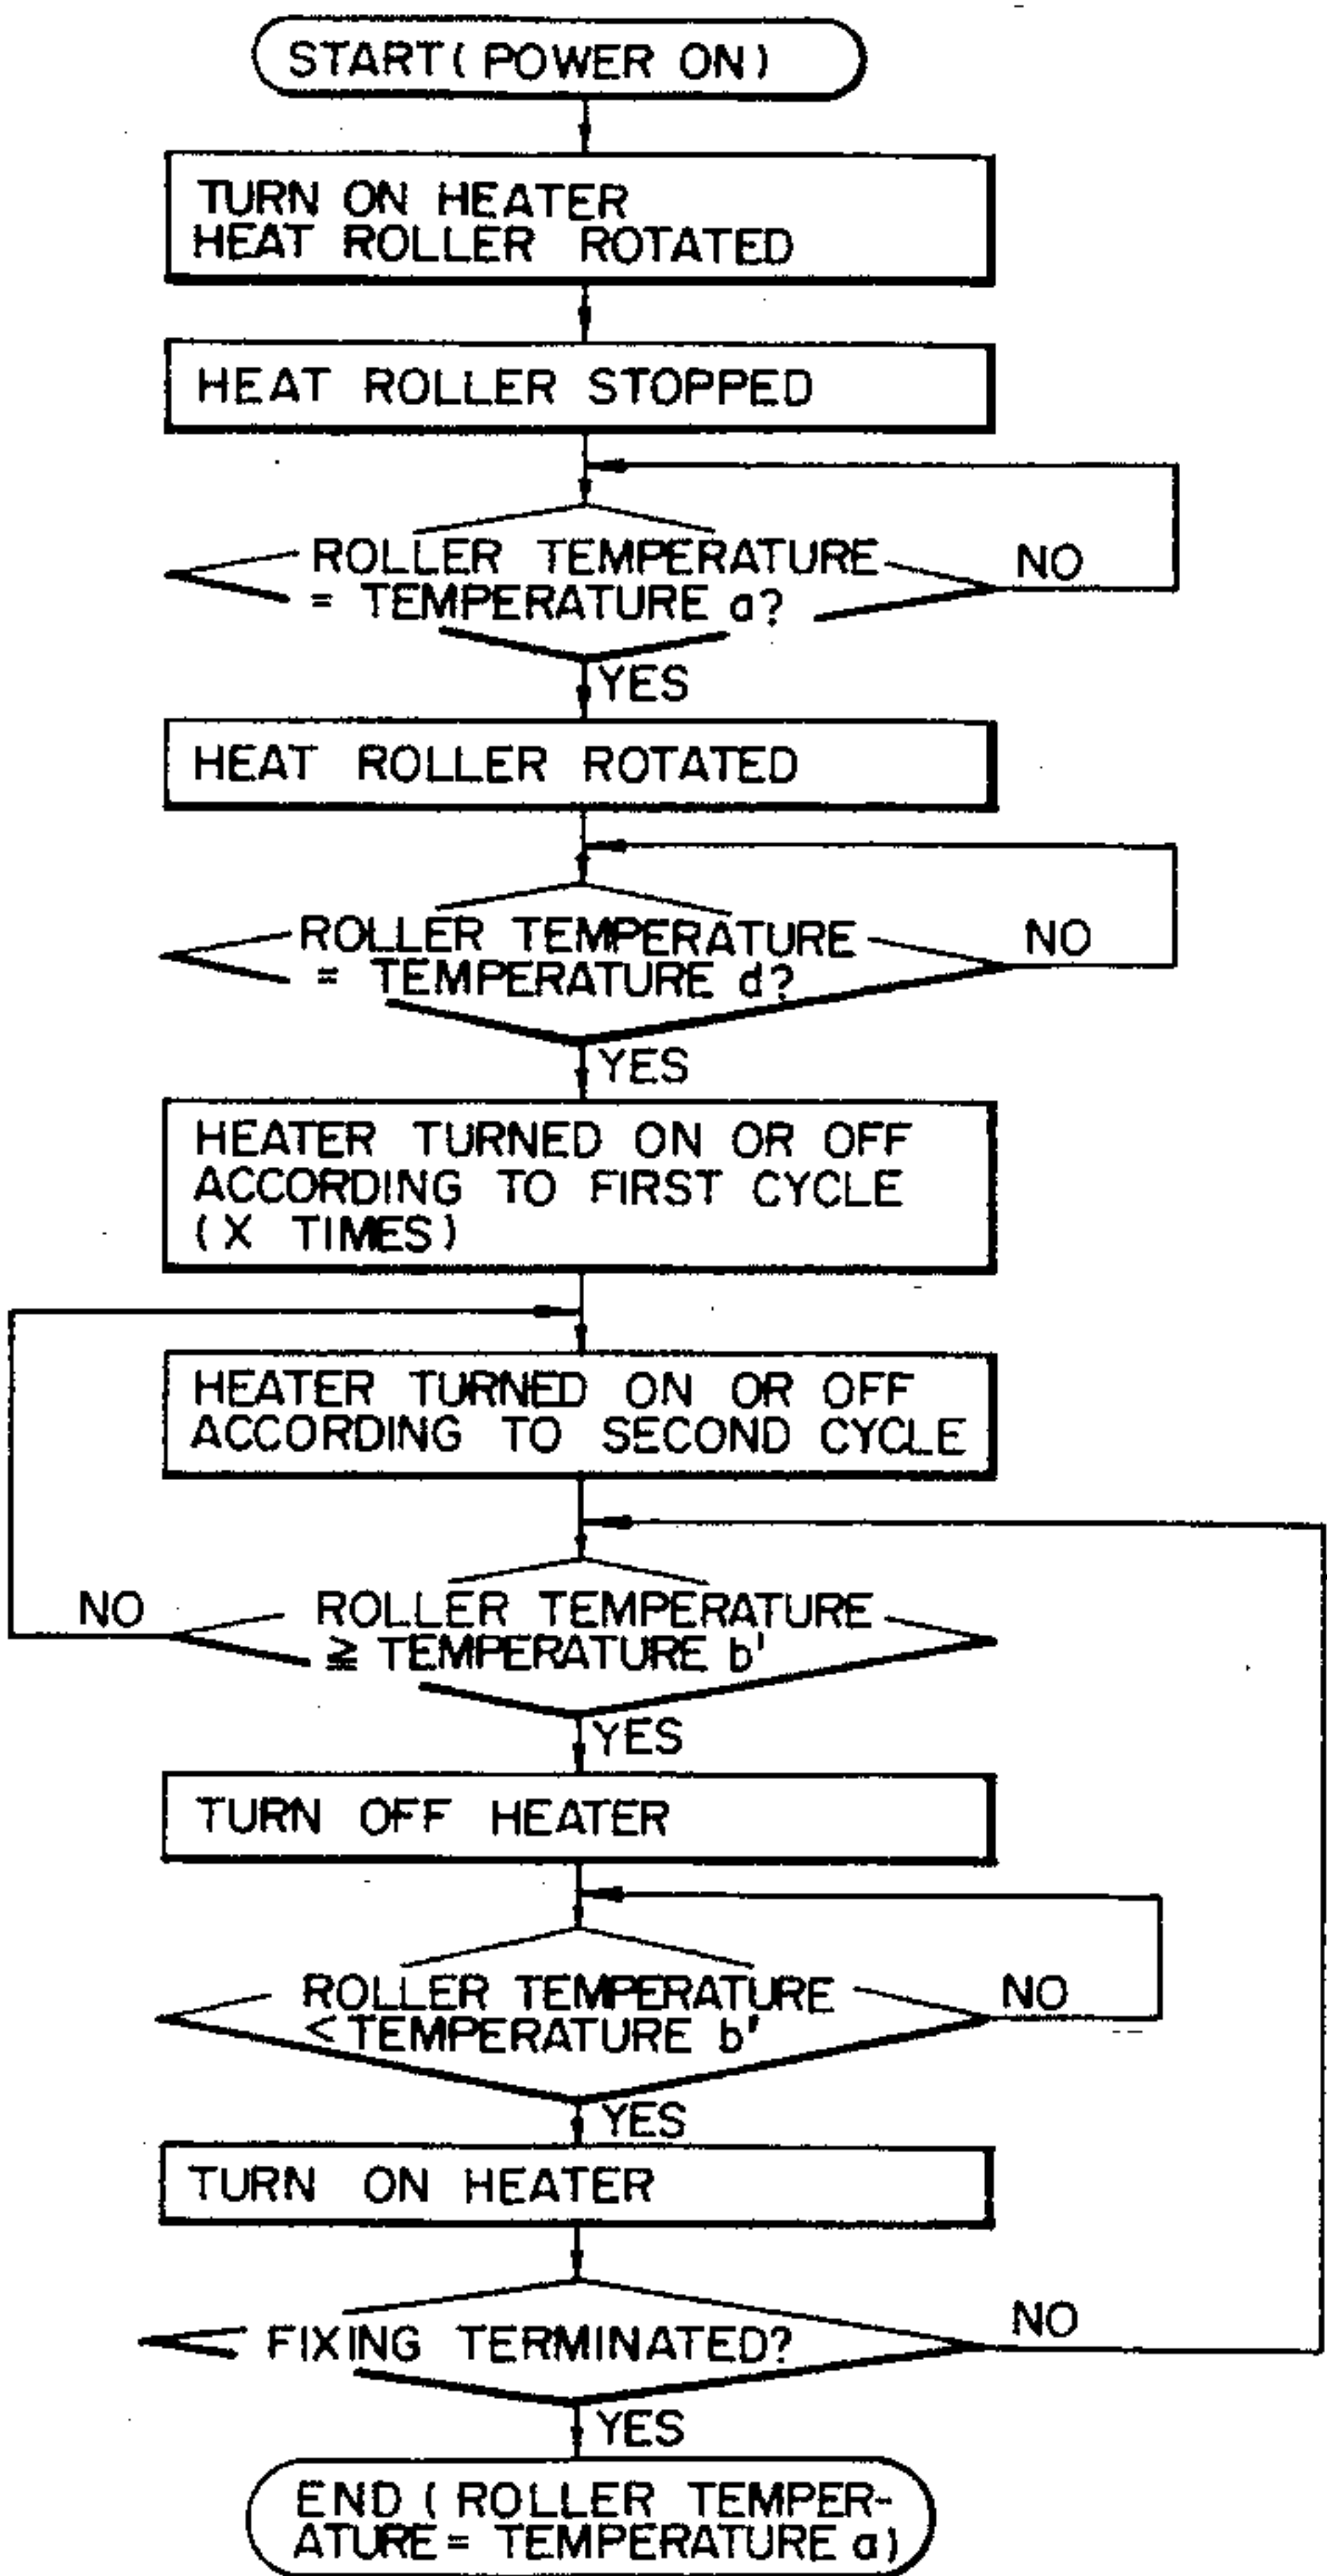 START (POWER ON)
TURN ON HEATER
HEAT ROLLER ROTATED
HEAT ROLLER STOPPED
ROLLER TEMPERATURE
= TEMPERATURE a?
NO
YES
HEAT ROLLER ROTATED
ROLLER TEMPERATURE
= TEMPERATURE d?
NO
YES
HEATER TURNED ON OR OFF
ACCORDING TO FIRST CYCLE
(X TIMES)
HEATER TURNED ON OR OFF
ACCORDING TO SECOND CYCLE
NO
ROLLER TEMPERATURE
≧ TEMPERATURE b'
YES
TURN OFF HEATER
ROLLER TEMPERATURE
< TEMPERATURE b'
NO
YES
TURN ON HEATER
FIXING TERMINATED?
NO
YES
END (ROLLER TEMPER-
ATURE = TEMPERATURE a)